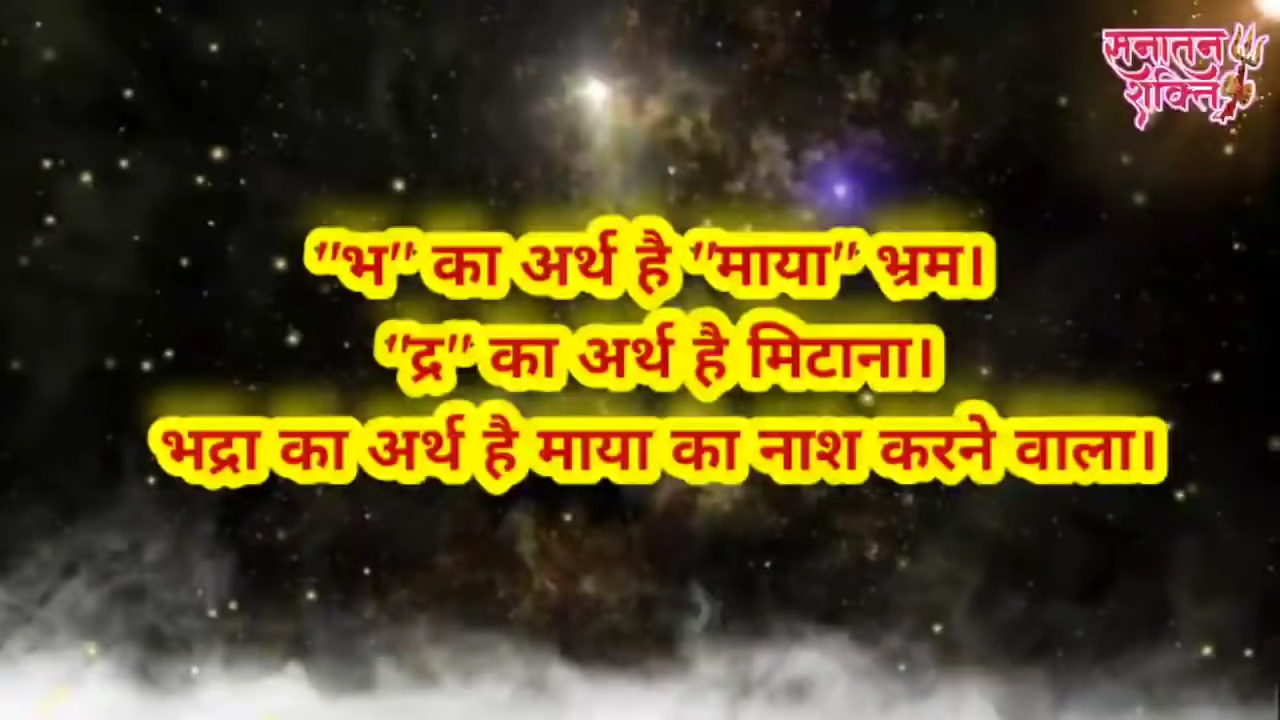 सनातन
शक्ति
"भ" का अर्थ है "माया" भ्रम।
"द्र" का अर्थ है मिटाना।
भद्रा का अर्थ है माया का नाश करने वाला।